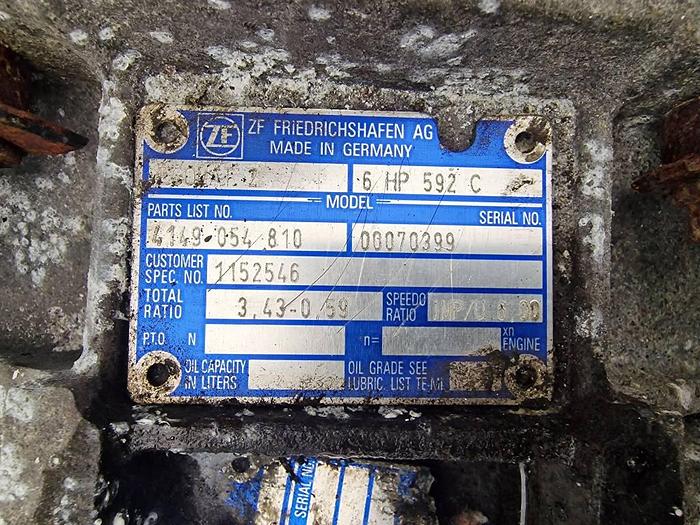 ZF ZF FRIEDRICHSHAFEN AG
MADE IN GERMANY
6 HP 592 C
MODEL
PARTS LIST NO. SERIAL NO.
4149 054 810 00070399
CUSTOMER
SPEC. NO. 1152546
TOTAL
RATIO 3,43-0,59 SPEEDO
RATIO
P.T.O. N n= xn
ENGINE
OIL CAPACITY
IN LITERS
OIL GRADE SEE
LUBRIC. LIST TE-ML
SERIAL NO.